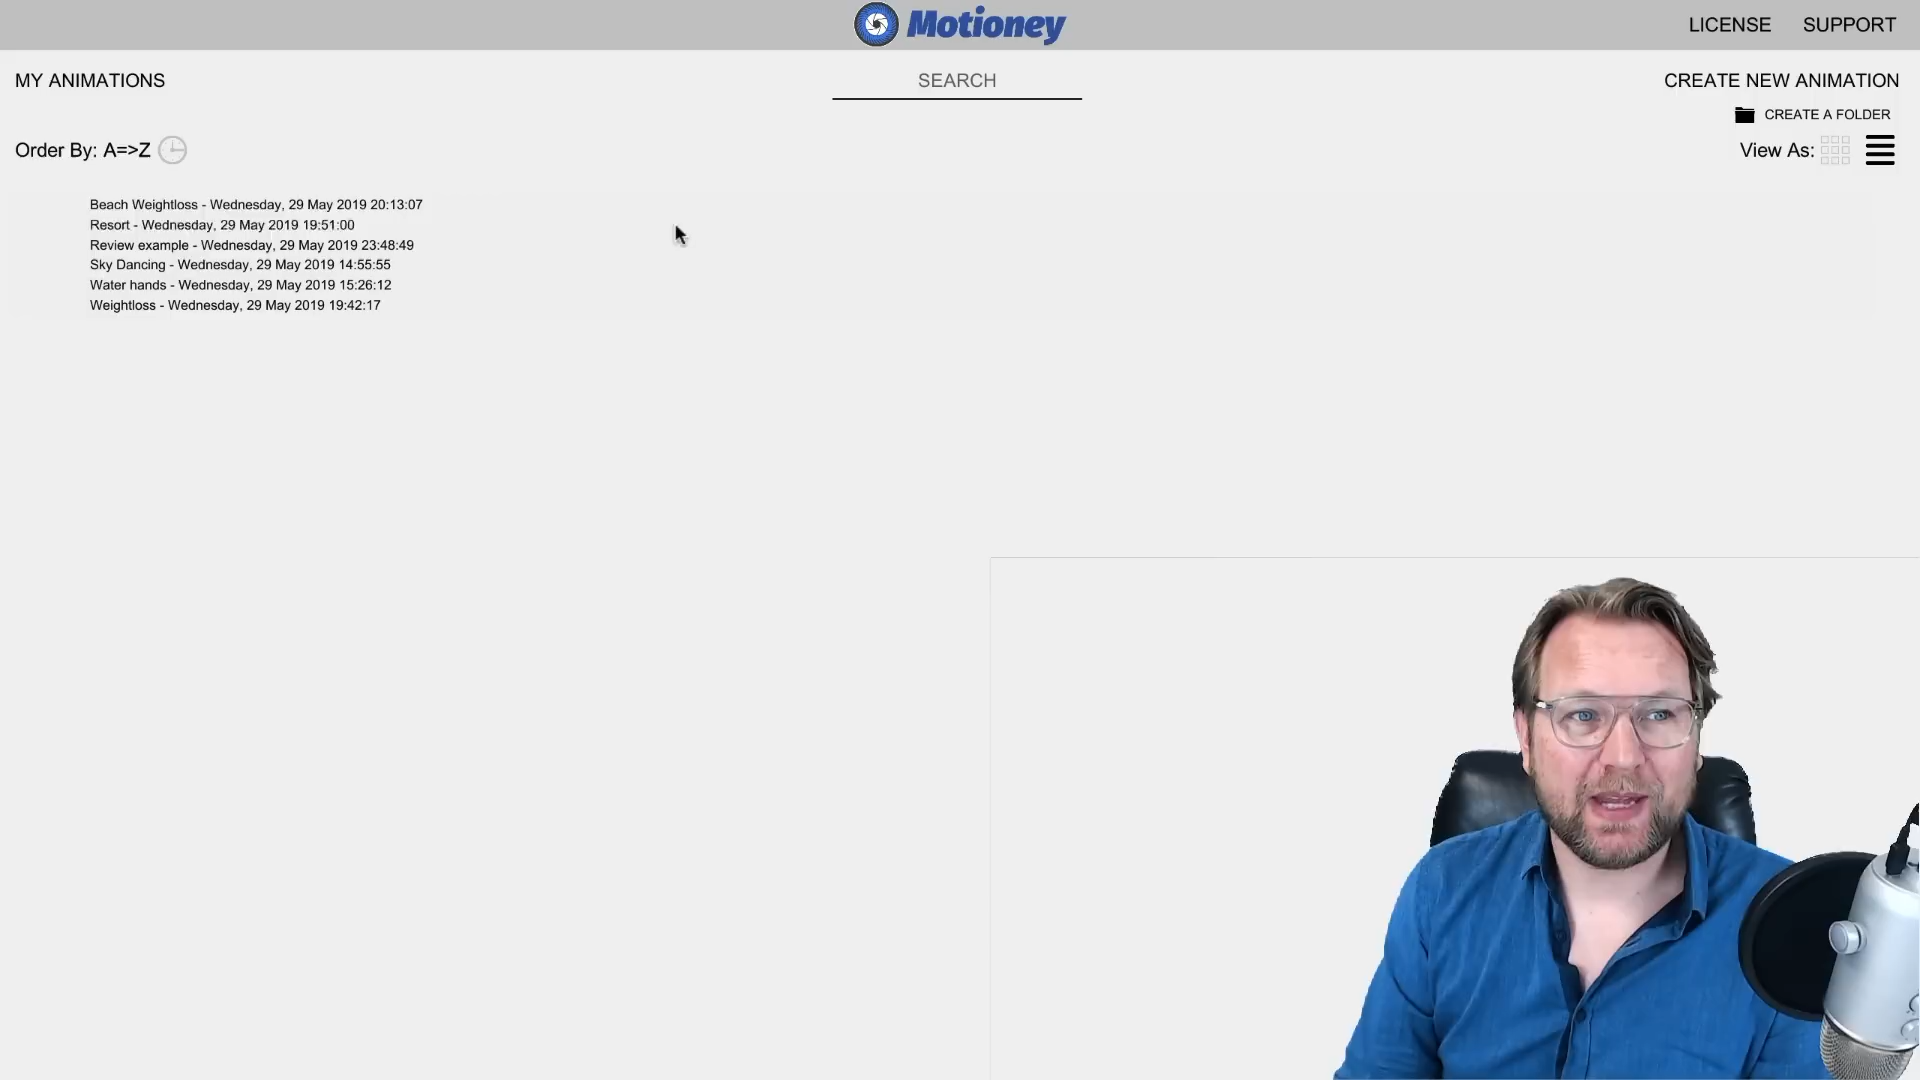 Motioney
LICENSE SUPPORT
MY ANIMATIONS
SEARCH
CREATE NEW ANIMATION
CREATE A FOLDER
Order By: A=>Z
View As:
Beach Weightloss - Wednesday, 29 May 2019 20:13:07
Resort - Wednesday, 29 May 2019 19:51:00
Review example - Wednesday, 29 May 2019 23:48:49
Sky Dancing - Wednesday, 29 May 2019 14:55:55
Water hands - Wednesday, 29 May 2019 15:26:12
Weightloss - Wednesday, 29 May 2019 19:42:17